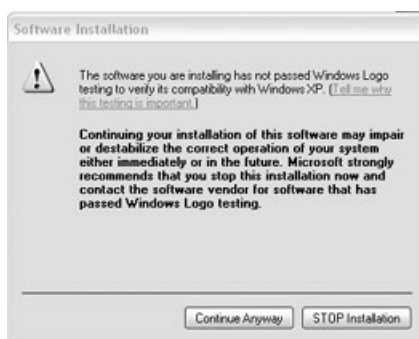 Software Installation
The software you are installing has not passed Windows Logo
testing to verify its compatibility with Windows XP. (Tell me why
this testing is important.)
Continuing your installation of this software may impair
or destabilize the correct operation of your system
either immediately or in the future. Microsoft strongly
recommends that you stop this installation now and
contact the software vendor for software that has
passed Windows Logo testing.
Continue Anyway
STOP Installation